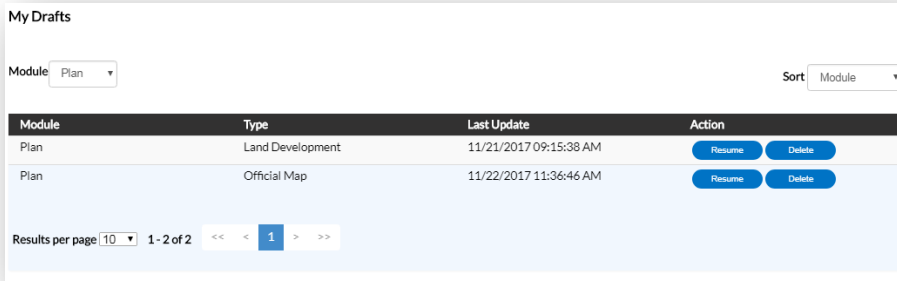 My Drafts
Module Plan Sort Module
Module Type Last Update Action
Plan Land Development 11/21/2017 09:15:38 AM Resume Delete
Plan Official Map 11/22/2017 11:36:46 AM Resume Delete
Results per page 10 1 - 2 of 2 << < 1 > >>